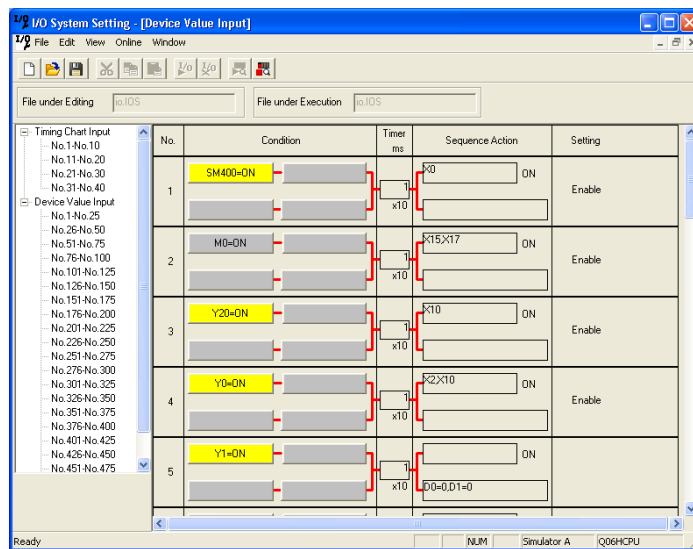 I/O System Setting - [Device Value Input]
File Edit View Online Window
File under Editing io.IOS File under Execution io.IOS
Timing Chart Input
No.1-No.10
No.11-No.20
No.21-No.30
No.31-No.40
Device Value Input
No.1-No.25
No.26-No.50
No.51-No.75
No.76-No.100
No.101-No.125
No.126-No.150
No.151-No.175
No.176-No.200
No.201-No.225
No.226-No.250
No.251-No.275
No.276-No.300
No.301-No.325
No.326-No.350
No.351-No.375
No.376-No.400
No.401-No.425
No.426-No.450
No.451-No.475
No. Condition Timer ms Sequence Action Setting
1 SM400=ON 1 x10 X0 ON Enable
2 M0=ON 1 x10 X15,X17 ON Enable
3 Y20=ON 1 x10 X10 ON Enable
4 Y0=ON 1 x10 X2,X10 ON Enable
5 Y1=ON 1 x10 ON
D0=0,D1=0
Ready NUM Simulator A Q06HCPU